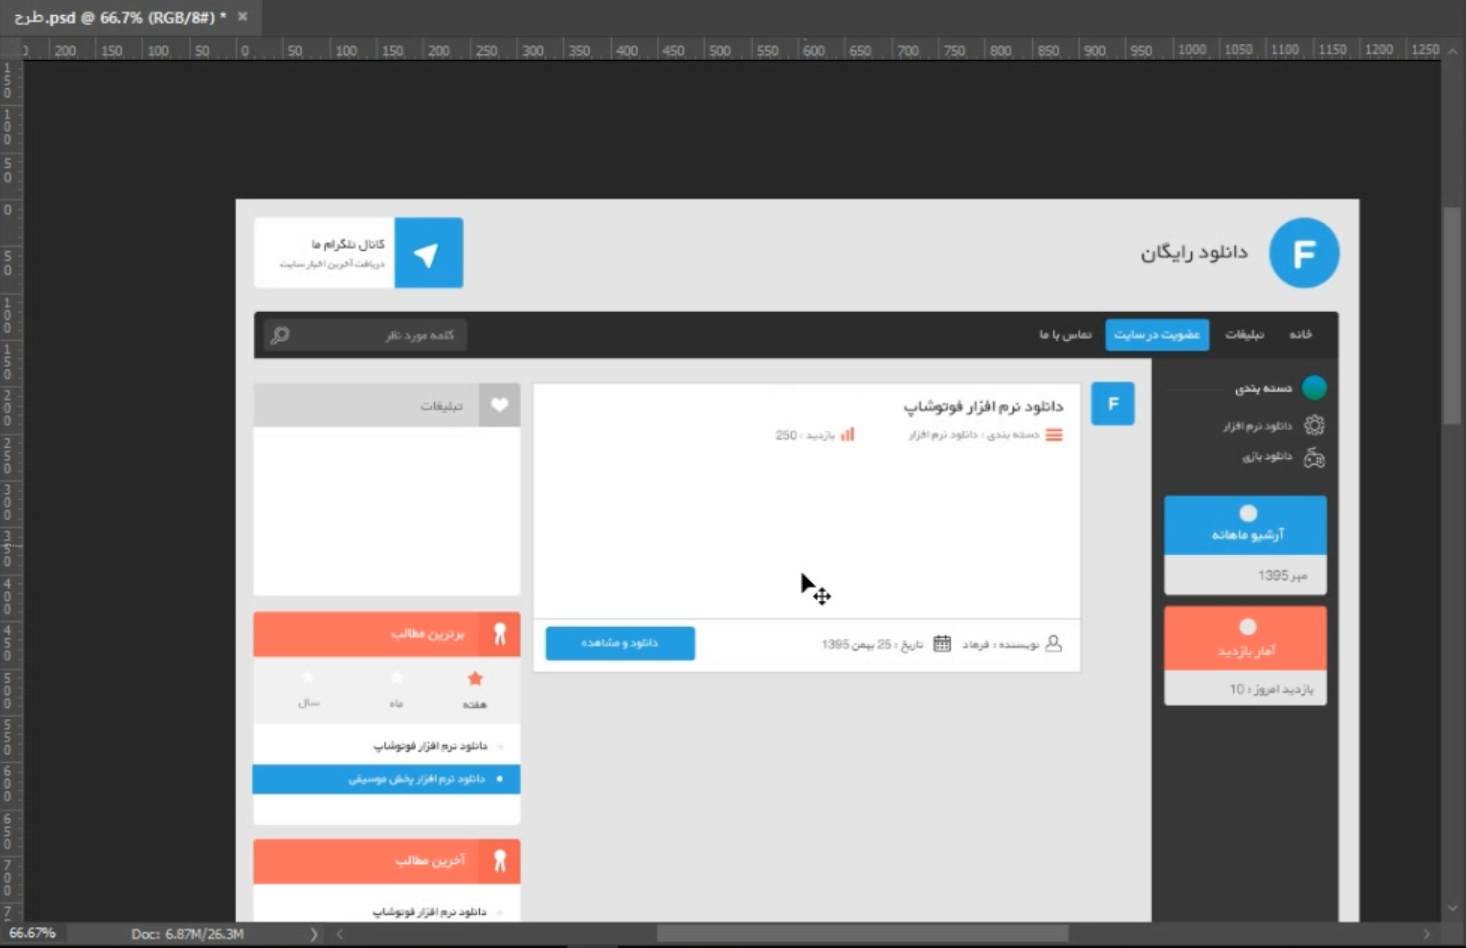 طرح.psd @ 66.7% (RGB/8#) *
200 150 100 50 0 50 100 150 200 250 300 350 400 450 500 550 600 650 700 750 800 850 900 950 1000 1050 1100 1150 1200 1250
F
دانلود رایگان
کانال تلگرام ما
دریافت آخرین اخبار سایت
خانه
تبلیغات
عضویت در سایت
تماس با ما
کلمه مورد نظر
دسته بندی
دانلود نرم افزار
دانلود بازی
آرشیو ماهانه
مهر 1395
آمار بازدید
بازدید امروز : 10
F
دانلود نرم افزار فوتوشاپ
دسته بندی : دانلود نرم افزار
بازدید : 250
نویسنده : فرهاد
تاریخ : 25 بهمن 1395
دانلود و مشاهده
تبلیغات
برترین مطالب
هفته
ماه
سال
دانلود نرم افزار فوتوشاپ
دانلود نرم افزار پخش موسیقی
آخرین مطالب
دانلود نرم افزار فوتوشاپ
66.67%
Doc: 6.87M/26.3M